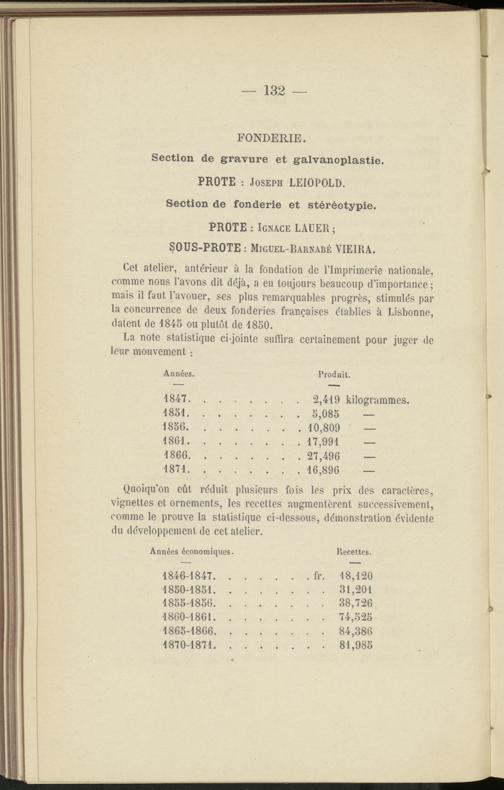 — 132 —
FONDERIE.
Section de gravure et galvanoplastie.
PROTE : JOSEPH LEIOPOLD.
Section de fonderie et stéréotypie.
PROTE : IGNACE LAUER ;
SOUS-PROTE : MIGUEL-BARNABÉ VIEIRA.
Cet atelier, antérieur à la fondation de l'Imprimerie nationale,
comme nous l'avons dit déjà, a eu toujours beaucoup d'importance ;
mais il faut l'avouer, ses plus remarquables progrès, stimulés par
la concurrence de deux fonderies françaises établies à Lisbonne,
datent de 1845 ou plutôt de 1850.
La note statistique ci-jointe suffira certainement pour juger de
leur mouvement :
Années. Produit.
1847. . . . . . . . 2,419 kilogrammes.
1851. . . . . . . . 5,085 —
1856. . . . . . . . 10,809 —
1861. . . . . . . . 17,991 —
1866. . . . . . . . 27,496 —
1871. . . . . . . . 16,896 —
Quoiqu'on eût réduit plusieurs fois les prix des caractères,
vignettes et ornements, les recettes augmentèrent successivement,
comme le prouve la statistique ci-dessous, démonstration évidente
du développement de cet atelier.
Années économiques. Recettes.
1846-1847. . . . . . . fr. 18,120
1850-1851. . . . . . . . 31,201
1855-1856. . . . . . . . 38,726
1860-1861. . . . . . . . 74,525
1865-1866. . . . . . . . 84,386
1870-1871. . . . . . . . 81,985